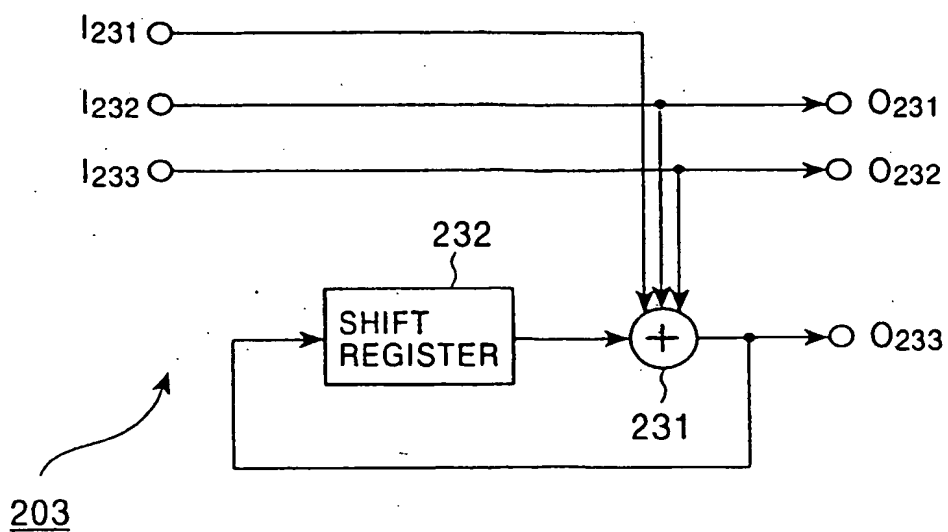 I231
I232
O231
I233
O232
232
SHIFT
REGISTER
+
O233
231
203